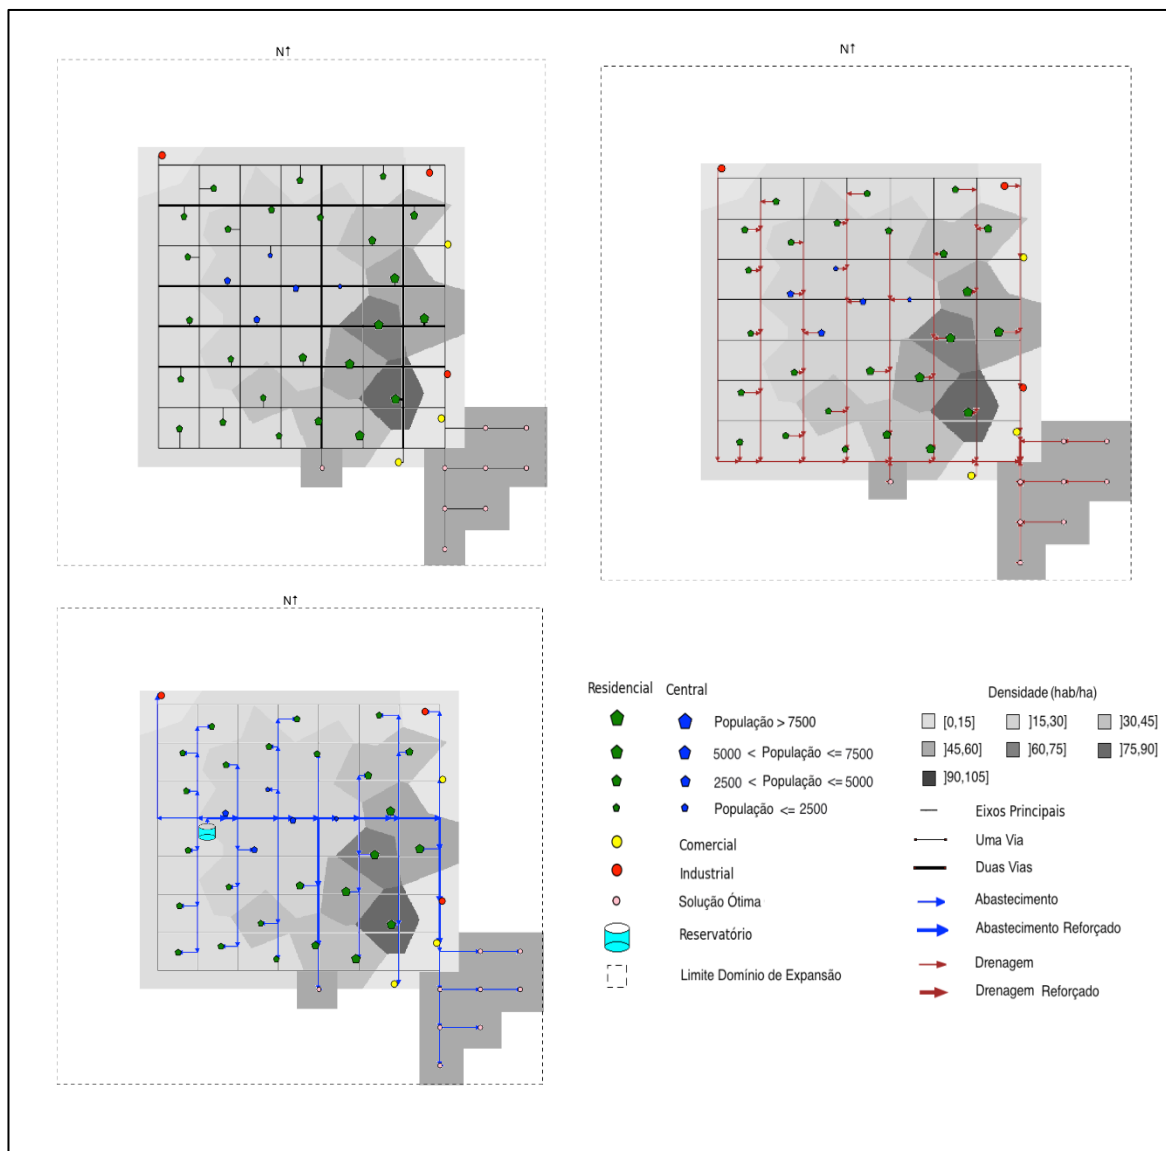 N↑
N↑
N↑
Residencial
Central
População > 7500
5000 < População <= 7500
2500 < População <= 5000
População <= 2500
Comercial
Industrial
Solução Ótima
Reservatório
Limite Domínio de Expansão
Densidade (hab/ha)
[0,15]
]15,30]
]30,45]
]45,60]
]60,75]
]75,90]
]90,105]
Eixos Principais
Uma Via
Duas Vias
Abastecimento
Abastecimento Reforçado
Drenagem
Drenagem Reforçado